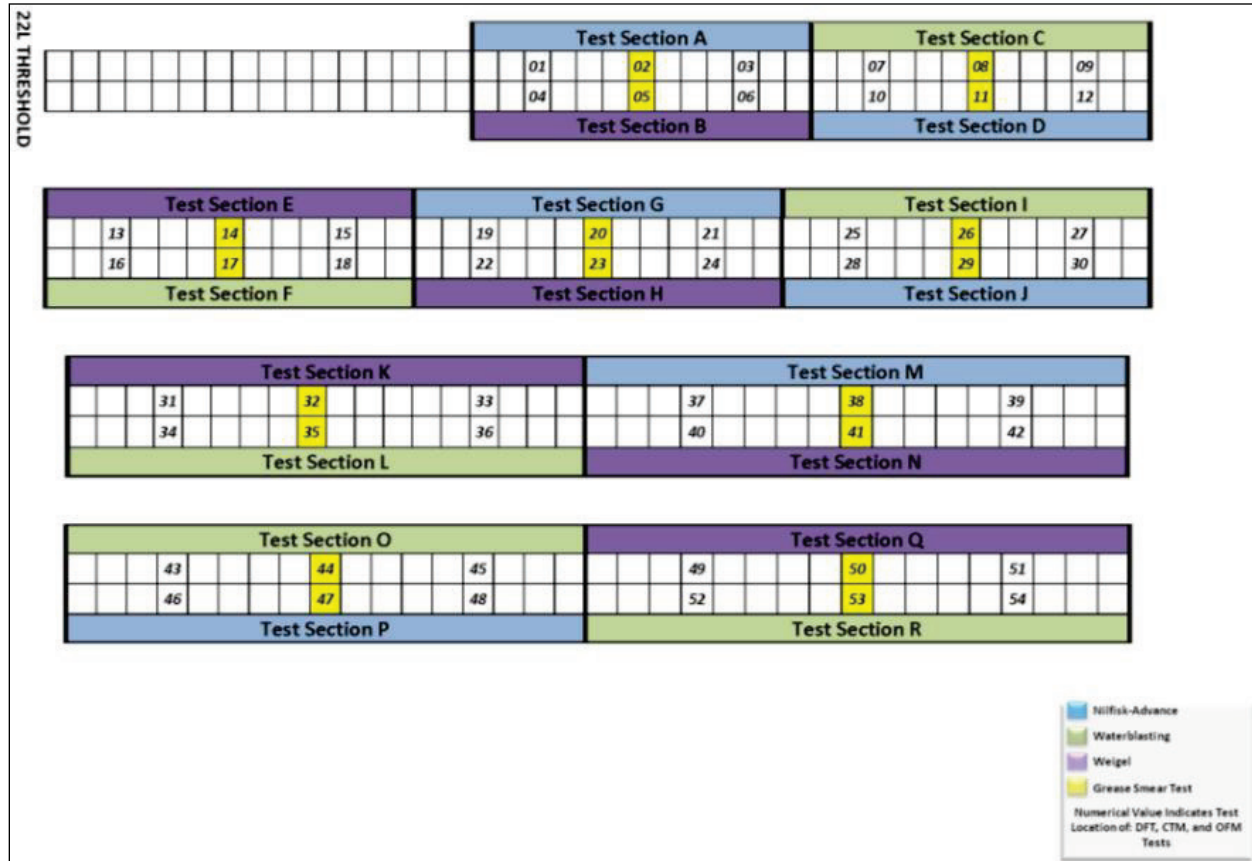 22L THRESHOLD
Test Section A Test Section C
01 02 03 07 08 09
04 05 06 10 11 12
Test Section B Test Section D
Test Section E Test Section G Test Section I
13 14 15 19 20 21 25 26 27
16 17 18 22 23 24 28 29 30
Test Section F Test Section H Test Section J
Test Section K Test Section M
31 32 33 37 38 39
34 35 36 40 41 42
Test Section L Test Section N
Test Section O Test Section Q
43 44 45 49 50 51
46 47 48 52 53 54
Test Section P Test Section R
Nilfisk-Advance
Waterblasting
Weigel
Grease Smear Test
Numerical Value Indicates Test
Location of: DFT, CTM, and OFM
Tests